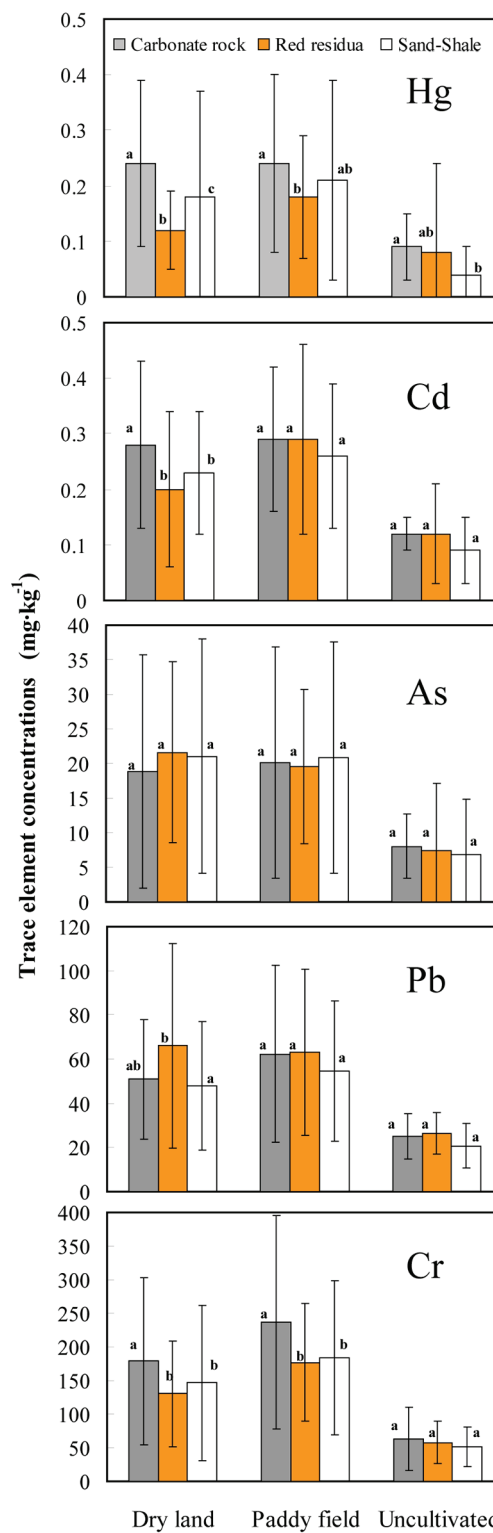 Trace element concentrations (mg·kg-1)
0.5
Carbonate rock Red residua Sand-Shale
Hg
0.4
0.3
0.2
0.1
0
a b c a b ab a ab b
0.5
Cd
0.4
0.3
0.2
0.1
0
a b b a a a a a a
40
As
35
30
25
20
15
10
5
0
a a a a a a a a a
120
Pb
100
80
60
40
20
0
ab b a a a a a a a
400
Cr
350
300
250
200
150
100
50
0
a b b a b b a a a
Dry land Paddy field Uncultivated